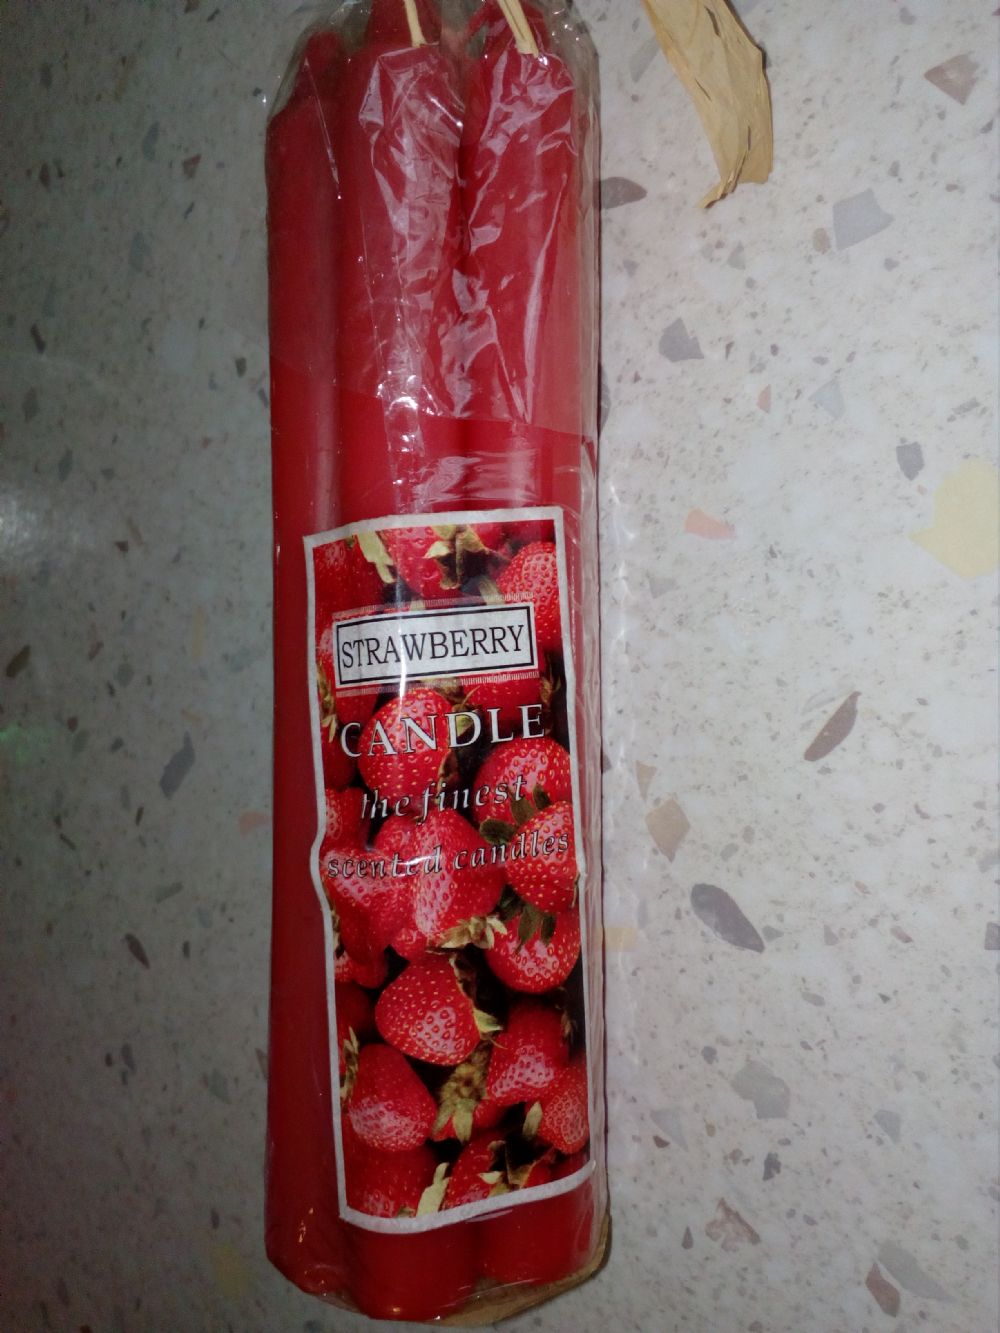 STRAWBERRY
CANDLE
the finest
scented candles